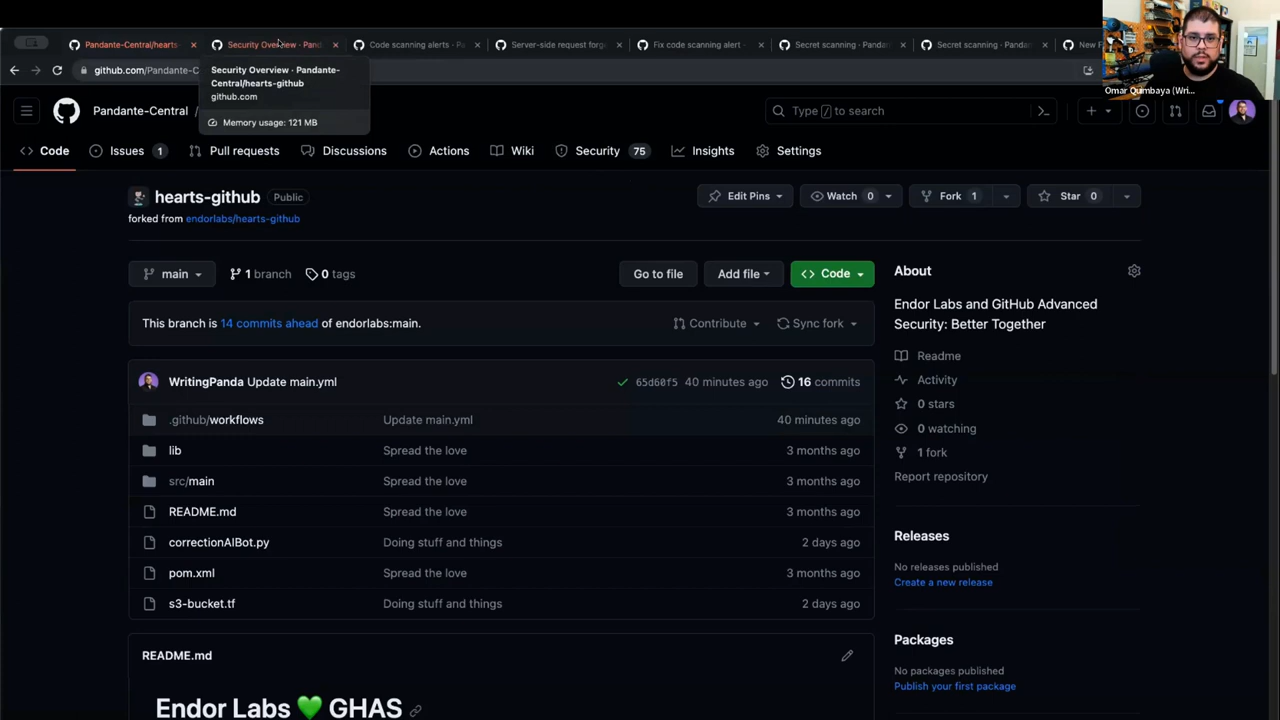 Pandante-Central/hearts-
Security Overview · Pand
Code scanning alerts · Pa
Server-side request forge
Fix code scanning alert -
Secret scanning · Pandan
Secret scanning · Pandan
New F
github.com/Pandante-C
Security Overview · Pandante-
Central/hearts-github
github.com
Memory usage: 121 MB
Omar Quimbaya (Wri...
Pandante-Central /
Type / to search
Code
Issues 1
Pull requests
Discussions
Actions
Wiki
Security 75
Insights
Settings
hearts-github Public
forked from endorlabs/hearts-github
Edit Pins
Watch 0
Fork 1
Star 0
main
1 branch
0 tags
Go to file
Add file
Code
This branch is 14 commits ahead of endorlabs:main.
Contribute
Sync fork
WritingPanda Update main.yml
65d60f5 40 minutes ago
16 commits
.github/workflows Update main.yml 40 minutes ago
lib Spread the love 3 months ago
src/main Spread the love 3 months ago
README.md Spread the love 3 months ago
correctionAIBot.py Doing stuff and things 2 days ago
pom.xml Spread the love 3 months ago
s3-bucket.tf Doing stuff and things 2 days ago
README.md
Endor Labs 💚 GHAS
About
Endor Labs and GitHub Advanced
Security: Better Together
Readme
Activity
0 stars
0 watching
1 fork
Report repository
Releases
No releases published
Create a new release
Packages
No packages published
Publish your first package